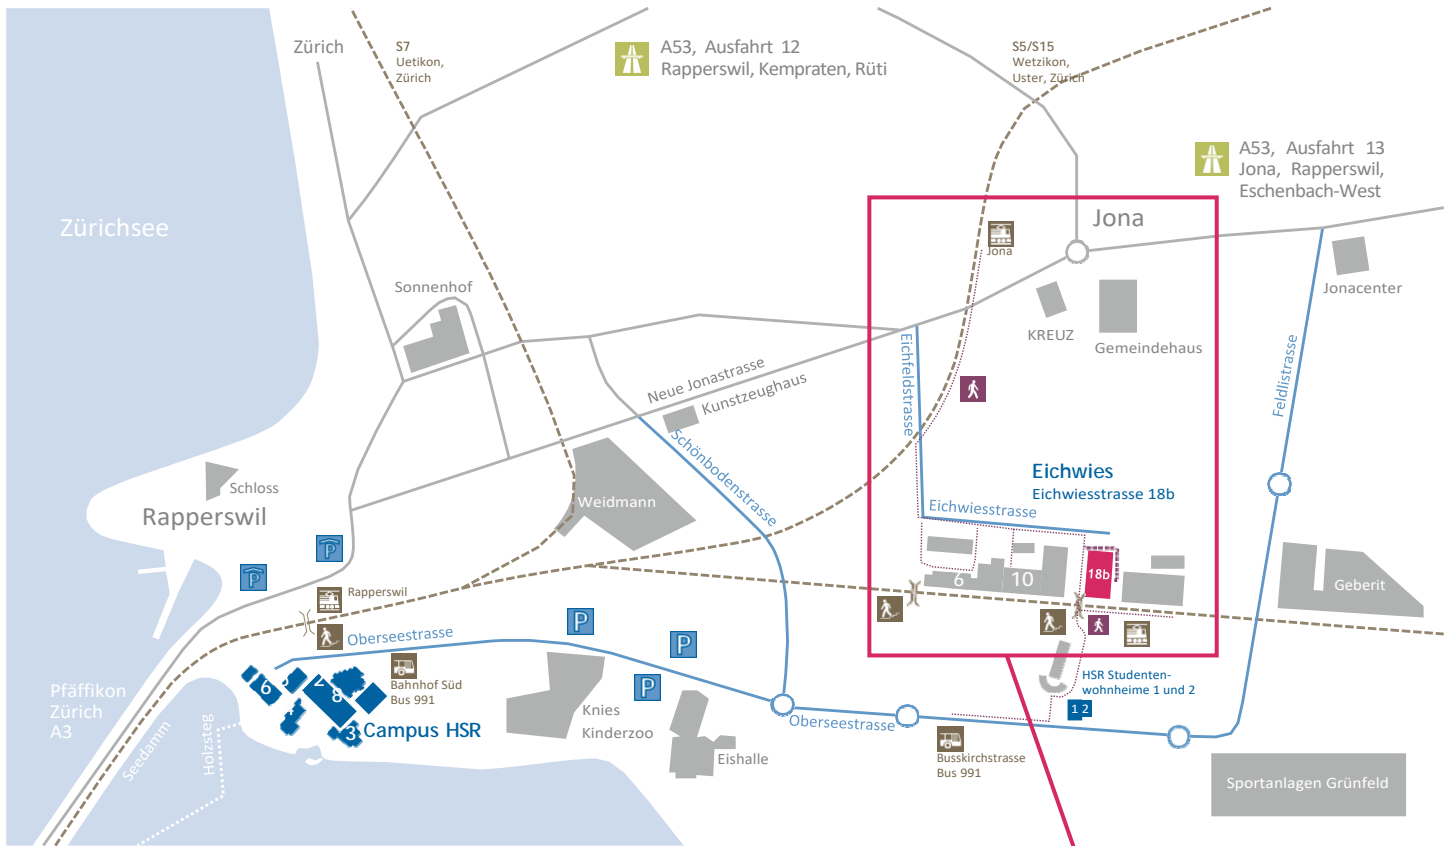 Zürich
S7
Uetikon,
Zürich
A53, Ausfahrt 12
Rapperswil, Kempraten, Rüti
S5/S15
Wetzikon,
Uster, Zürich
A53, Ausfahrt 13
Jona, Rapperswil,
Eschenbach-West
Zürichsee
Jona
Jona
Sonnenhof
Jonacenter
KREUZ
Gemeindehaus
Neue Jonastrasse
Kunstzeughaus
Eichfeldstrasse
Feldlistrasse
Schönbodenstrasse
Eichwies
Eichwiesstrasse 18b
Schloss
Rapperswil
Weidmann
Eichwiesstrasse
P
P
6
10
18b
Geberit
Rapperswil
Oberseestrasse
P
P
P
Bahnhof Süd
Bus 991
6
2
8
3
Campus HSR
Pfäffikon
Zürich
A3
Seedamm
Holzsteg
Knies
Kinderzoo
Eishalle
Oberseestrasse
HSR Studenten-
wohnheime 1 und 2
1 2
Busskirchstrasse
Bus 991
Sportanlagen Grünfeld